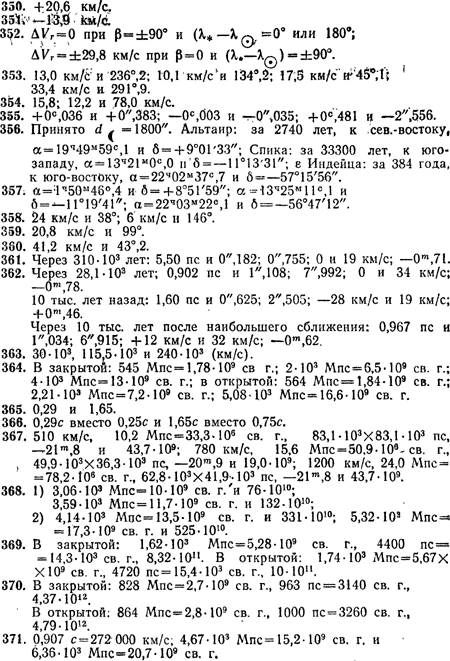 350. +20,6 км/с.
351. —13,9 км/с.
352. ΔVr=0 при β=±90° и (λ*—λ☉=0° или 180°;
ΔVr=±29,8 км/с при β=0 и (λ*—λ☉)=±90°.
353. 13,0 км/с и 236°,2; 10,1 км/с и 134°,2; 17,5 км/с и 45°,1;
33,4 км/с и 291°,9.
354. 15,8; 12,2 и 78,0 км/с.
355. +0ᶜ,036 и +0″,383; —0ᶜ,003 и —0″,035; +0ᶜ,481 и —2″,556.
356. Принято d☾=1800″. Альтаир: за 2740 лет, к сев.-востоку,
α=19ч49м59с,1 и δ=+9°01′33″; Спика: за 33300 лет, к юго-
западу, α=13ч21м0с,0 и δ=—11°13′31″; ε Индейца: за 384 года,
к юго-востоку, α=22ч02м37с,7 и δ=—57°15′56″.
357. α=1ч50м46с,4 и δ=+8°51′59″; α=13ч25м11с,1 и
δ=—11°19′41″; α=22ч03м22с,1 и δ=—56°47′12″.
358. 24 км/с и 38°; 6 км/с и 146°.
359. 20,8 км/с и 99°.
360. 41,2 км/с и 43°,2.
361. Через 310·10³ лет: 5,50 пс и 0″,182; 0″,755; 0 и 19 км/с; —0ᵐ,71.
362. Через 28,1·10³ лет; 0,902 пс и 1″,108; 7″,992; 0 и 34 км/с;
—0ᵐ,78.
10 тыс. лет назад: 1,60 пс и 0″,625; 2″,505; —28 км/с и 19 км/с;
+0ᵐ,46.
Через 10 тыс. лет после наибольшего сближения: 0,967 пс и
1″,034; 6″,915; +12 км/с и 32 км/с; —0ᵐ,62.
363. 30·10³, 115,5·10³ и 240·10³ (км/с).
364. В закрытой: 545 Мпс=1,78·10⁹ св г.; 2·10³ Мпс=6,5·10⁹ св. г.;
4·10³ Мпс=13·10⁹ св. г.; в открытой: 564 Мпс=1,84·10⁹ св. г.;
2,21·10³ Мпс=7,2·10⁹ св. г.; 5,08·10³ Мпс=16,6·10⁹ св. г.
365. 0,29 и 1,65.
366. 0,29c вместо 0,25c и 1,65c вместо 0,75c.
367. 510 км/с, 10,2 Мпс=33,3·10⁶ св. г., 83,1·10³×83,1·10³ пс,
—21ᵐ,8 и 43,7·10⁹; 780 км/с, 15,6 Мпс=50,9·10⁶ св. г.,
49,9·10³×36,3·10³ пс, —20ᵐ,9 и 19,0·10⁹; 1200 км/с, 24,0 Мпс=
=78,2·10⁶ св. г., 62,8·10³×41,9·10³ пс, —21ᵐ,8 и 43,7·10⁹.
368. 1) 3,06·10³ Мпс=10·10⁹ св. г. и 76·10¹⁰;
3,59·10³ Мпс=11,7·10⁹ св. г. и 132·10¹⁰;
2) 4,14·10³ Мпс=13,5·10⁹ св. г. и 331·10¹⁰; 5,32·10³ Мпс=
=17,3·10⁹ св. г. и 525·10¹⁰.
369. В закрытой: 1,62·10³ Мпс=5,28·10⁹ св. г., 4400 пс=
=14,3·10³ св. г., 8,32·10¹¹. В открытой: 1,74·10³ Мпс=5,67×
×10⁹ св. г., 4720 пс=15,4·10³ св. г., 10·10¹¹.
370. В закрытой: 828 Мпс=2,7·10⁹ св. г., 963 пс=3140 св. г.,
4,37·10¹².
В открытой: 864 Мпс=2,8·10⁹ св. г., 1000 пс=3260 св. г.,
4,79·10¹².
371. 0,907 c=272 000 км/с; 4,67·10³ Мпс=15,2·10⁹ св. г. и
6,36·10³ Мпс=20,7·10⁹ св. г.